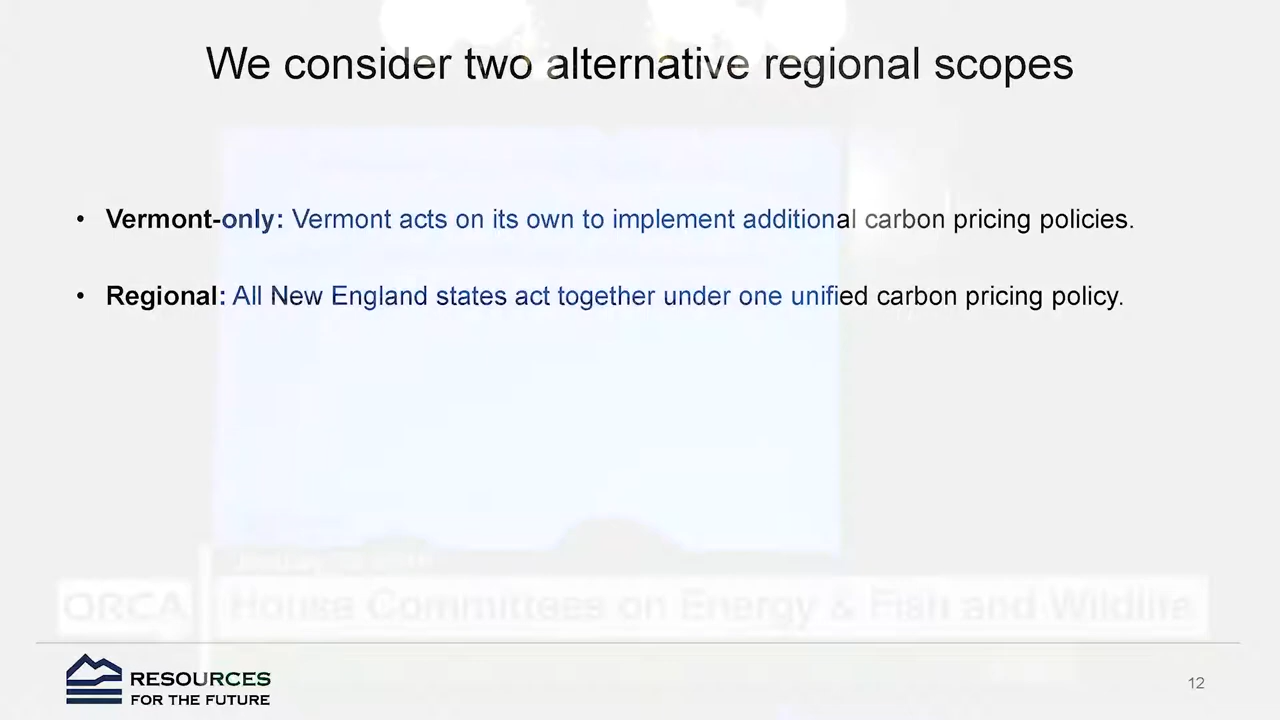 We consider two alternative regional scopes
• Vermont-only: Vermont acts on its own to implement additional carbon pricing policies.
• Regional: All New England states act together under one unified carbon pricing policy.
ORCA
House Committees on Energy & Fish and Wildlife
RESOURCES
FOR THE FUTURE
12